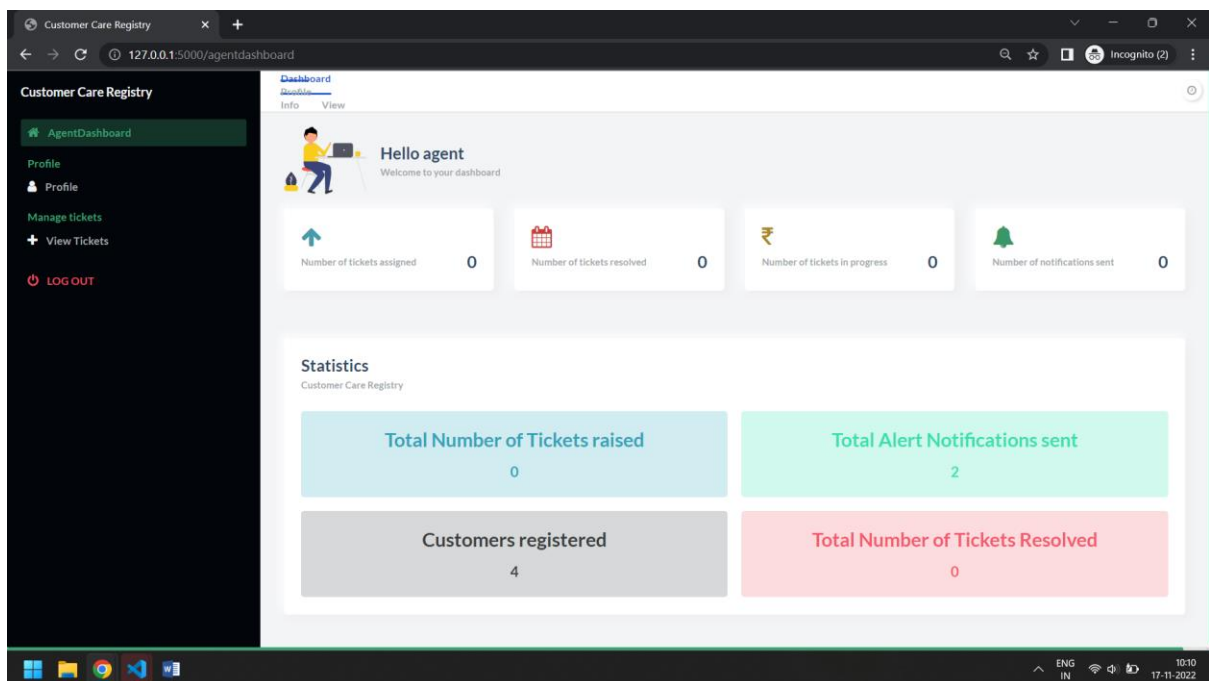 Customer Care Registry
127.0.0.1:5000/agentdashboard
Incognito (2)
Customer Care Registry
AgentDashboard
Profile
Profile
Manage tickets
View Tickets
LOG OUT
Dashboard
Profile
Info View
Hello agent
Welcome to your dashboard
Number of tickets assigned 0
Number of tickets resolved 0
₹
Number of tickets in progress 0
Number of notifications sent 0
Statistics
Customer Care Registry
Total Number of Tickets raised
0
Total Alert Notifications sent
2
Customers registered
4
Total Number of Tickets Resolved
0
ENG
IN
10:10
17-11-2022